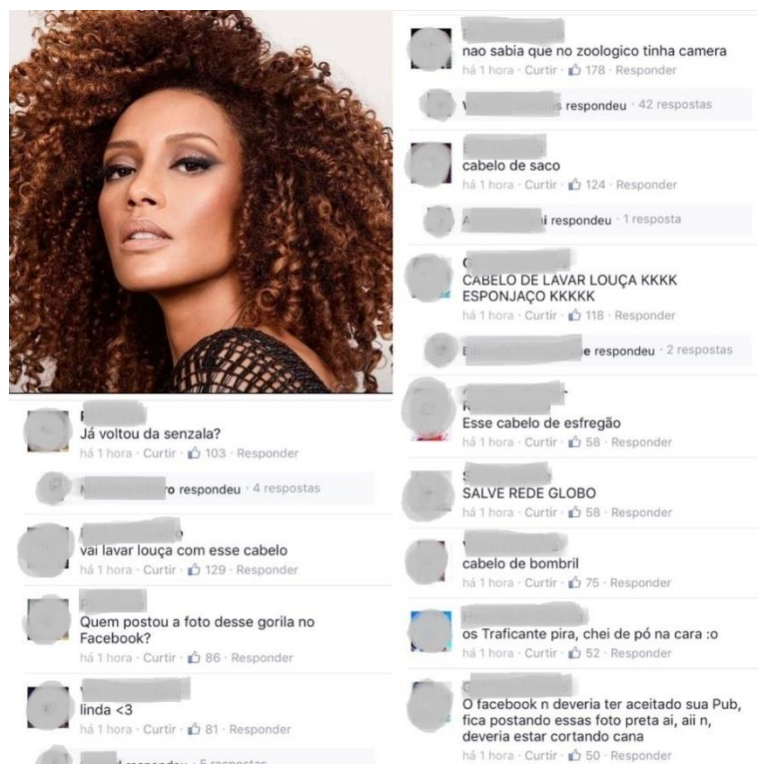 Já voltou da senzala?
há 1 hora · Curtir · 103 · Responder
respondeu · 4 respostas
vai lavar louça com esse cabelo
há 1 hora · Curtir · 129 · Responder
Quem postou a foto desse gorila no
Facebook?
há 1 hora · Curtir · 86 · Responder
linda <3
há 1 hora · Curtir · 81 · Responder
respondeu · 5 respostas
nao sabia que no zoologico tinha camera
há 1 hora · Curtir · 178 · Responder
respondeu · 42 respostas
cabelo de saco
há 1 hora · Curtir · 124 · Responder
respondeu · 1 resposta
CABELO DE LAVAR LOUÇA KKKK
ESPONJAÇO KKKKK
há 1 hora · Curtir · 118 · Responder
respondeu · 2 respostas
Esse cabelo de esfregão
há 1 hora · Curtir · 58 · Responder
SALVE REDE GLOBO
há 1 hora · Curtir · 58 · Responder
cabelo de bombril
há 1 hora · Curtir · 75 · Responder
os Traficante pira, chei de pó na cara :o
há 1 hora · Curtir · 52 · Responder
O facebook n deveria ter aceitado sua Pub,
fica postando essas foto preta ai, aii n,
deveria estar cortando cana
há 1 hora · Curtir · 50 · Responder